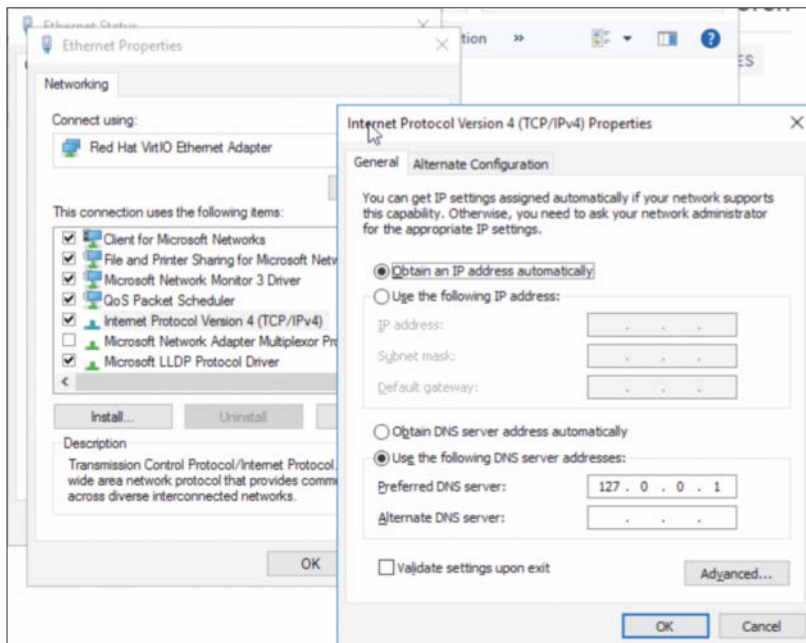 Ethernet Status
Ethernet Properties
Networking
Connect using:
Red Hat VirtIO Ethernet Adapter
This connection uses the following items:
Client for Microsoft Networks
File and Printer Sharing for Microsoft Netw
Microsoft Network Monitor 3 Driver
QoS Packet Scheduler
Internet Protocol Version 4 (TCP/IPv4)
Microsoft Network Adapter Multiplexor Pro
Microsoft LLDP Protocol Driver
Install...
Uninstall
Description
Transmission Control Protocol/Internet Protocol.
wide area network protocol that provides commu
across diverse interconnected networks.
OK
tion »
ES
Internet Protocol Version 4 (TCP/IPv4) Properties
General
Alternate Configuration
You can get IP settings assigned automatically if your network supports
this capability. Otherwise, you need to ask your network administrator
for the appropriate IP settings.
Obtain an IP address automatically
Use the following IP address:
IP address:
Subnet mask:
Default gateway:
Obtain DNS server address automatically
Use the following DNS server addresses:
Preferred DNS server: 127 . 0 . 0 . 1
Alternate DNS server:
Validate settings upon exit
Advanced...
OK
Cancel